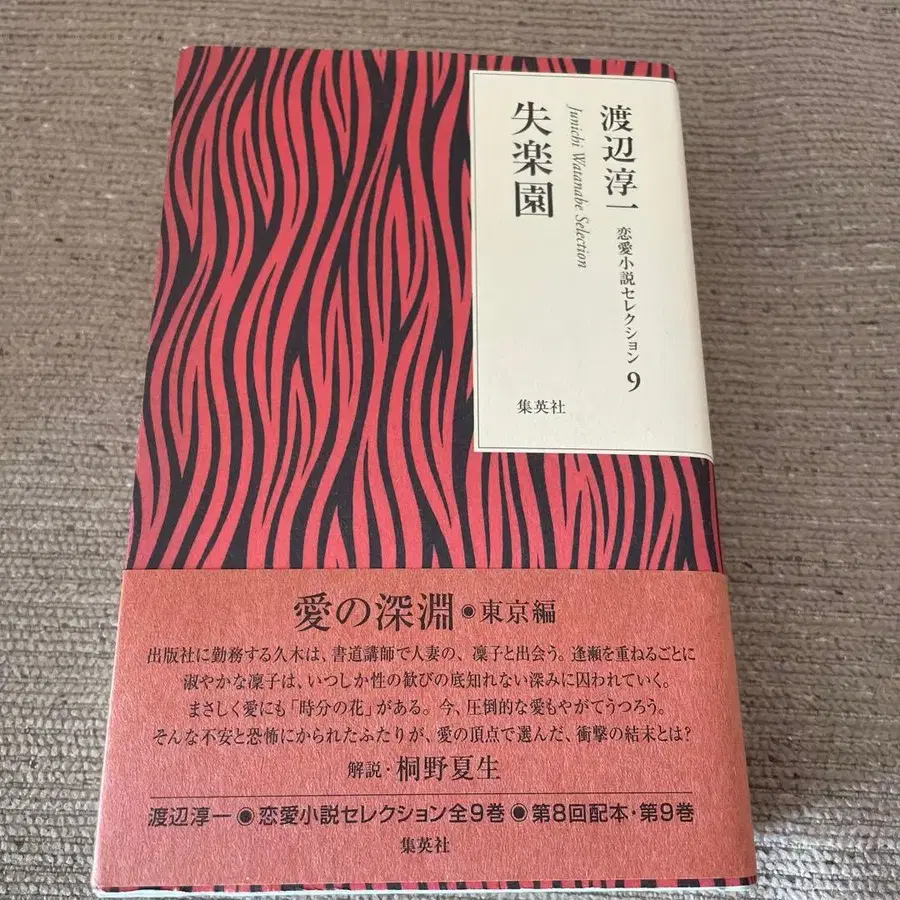 渡辺淳一
恋愛小説セレクション 9
Junichi Watanabe Selection
失楽園
集英社
愛の深淵◉東京編
出版社に勤務する久木は、書道講師で人妻の、凜子と出会う。逢瀬を重ねるごとに
淑やかな凜子は、いつしか性の歓びの底知れない深みに囚われていく。
まさしく愛にも「時分の花」がある。今、圧倒的な愛もやがてうつろう。
そんな不安と恐怖にかられたふたりが、愛の頂点で選んだ、衝撃の結末とは?
解説・桐野夏生
渡辺淳一◉恋愛小説セレクション全9巻◉第8回配本・第9巻
集英社